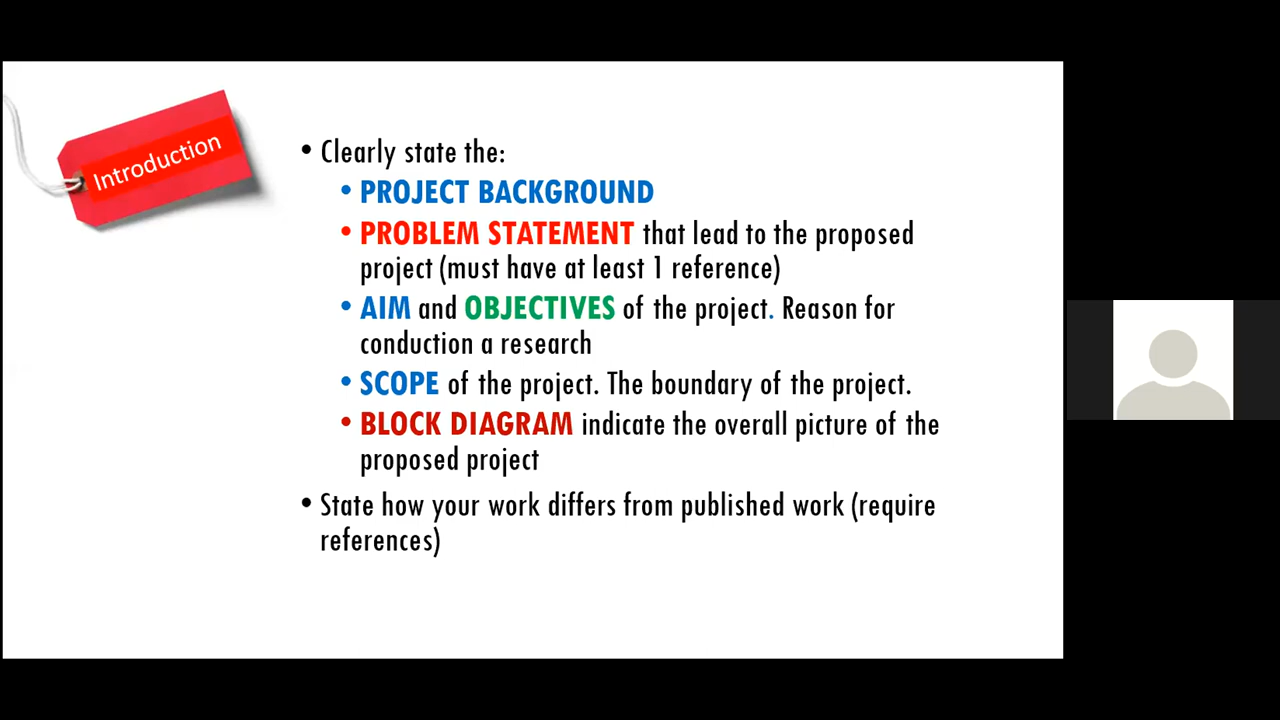 Introduction
• Clearly state the:
• PROJECT BACKGROUND
• PROBLEM STATEMENT that lead to the proposed
project (must have at least 1 reference)
• AIM and OBJECTIVES of the project. Reason for
conduction a research
• SCOPE of the project. The boundary of the project.
• BLOCK DIAGRAM indicate the overall picture of the
proposed project
• State how your work differs from published work (require
references)